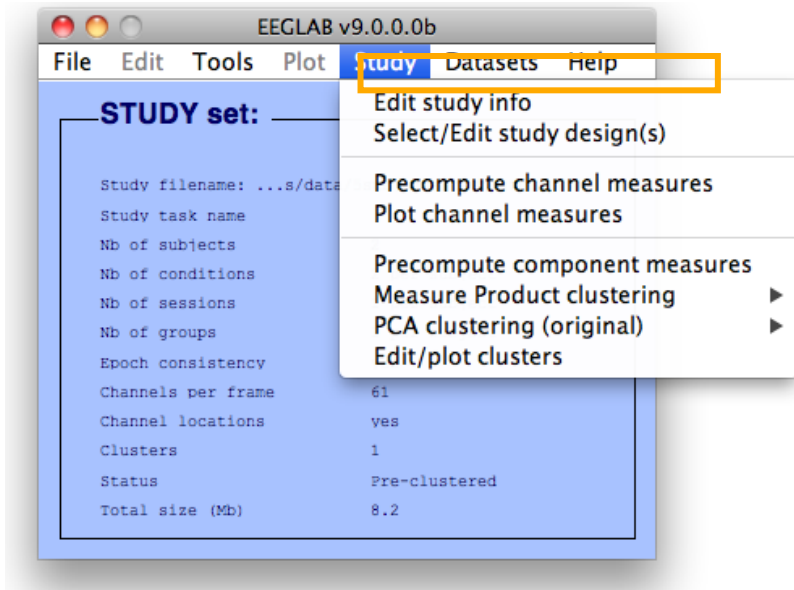 EEGLAB v9.0.0.0b
File Edit Tools Plot Study Datasets Help
STUDY set:
Edit study info
Select/Edit study design(s)
Precompute channel measures
Plot channel measures
Precompute component measures
Measure Product clustering
PCA clustering (original)
Edit/plot clusters
Study filename: ...s/data
Study task name
Nb of subjects
Nb of conditions
Nb of sessions
Nb of groups
Epoch consistency
Channels per frame 61
Channel locations yes
Clusters 1
Status Pre-clustered
Total size (Mb) 8.2